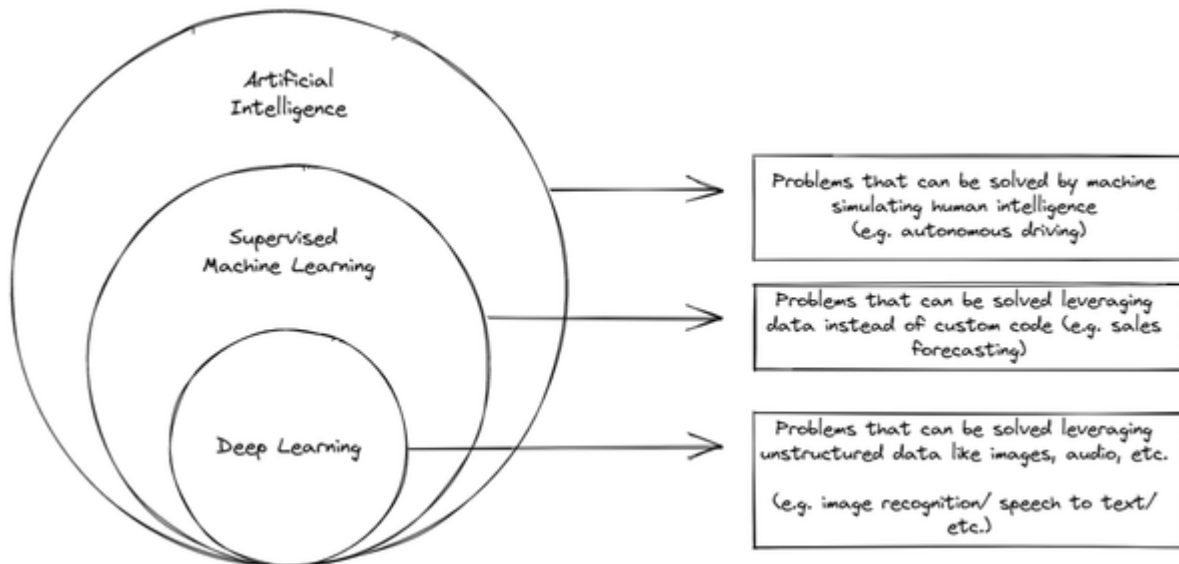 Artificial
Intelligence
Supervised
Machine Learning
Deep Learning
Problems that can be solved by machine
simulating human intelligence
(e.g. autonomous driving)
Problems that can be solved leveraging
data instead of custom code (e.g. sales
forecasting)
Problems that can be solved leveraging
unstructured data like images, audio, etc.
(e.g. image recognition/ speech to text/
etc.)